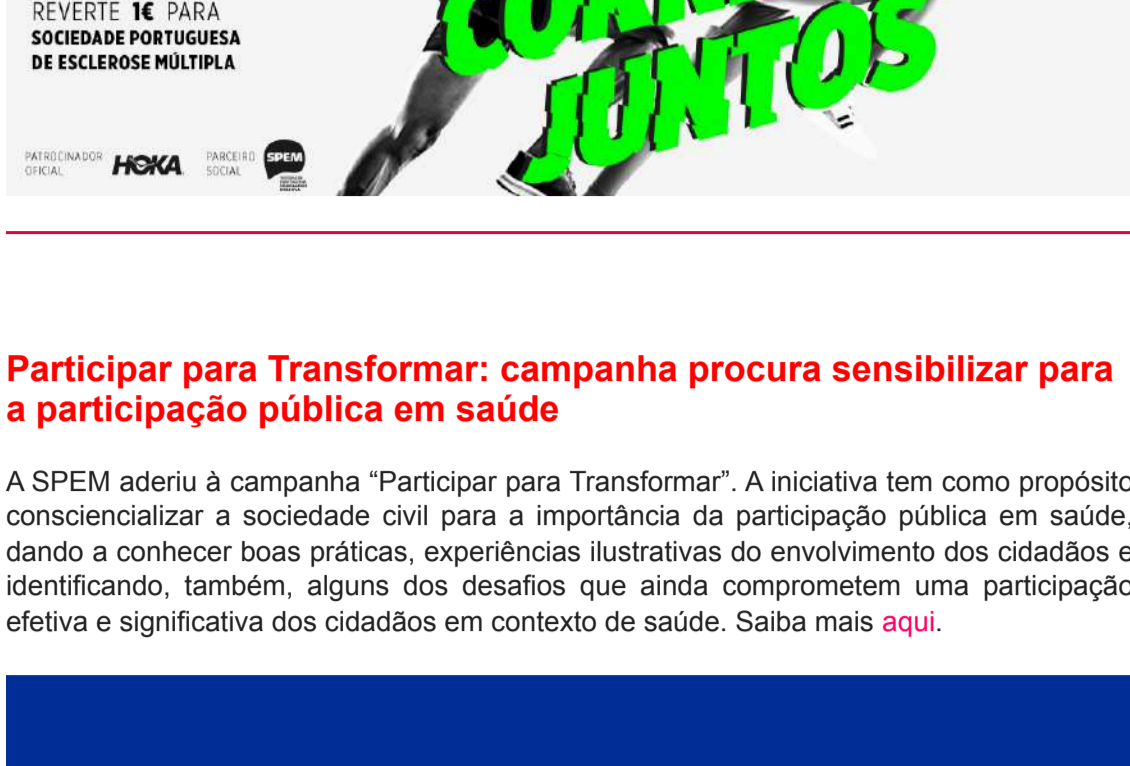 REVERTE 1€ PARA
SOCIEDADE PORTUGUESA
DE ESCLEROSE MÚLTIPLA
JUNTOS
PATROCINADOR
OFICIAL
HOKA
PARCEIRO
SOCIAL
SPEM
Participar para Transformar: campanha procura sensibilizar para
a participação pública em saúde
A SPEM aderiu à campanha “Participar para Transformar”. A iniciativa tem como propósito
consciencializar a sociedade civil para a importância da participação pública em saúde,
dando a conhecer boas práticas, experiências ilustrativas do envolvimento dos cidadãos e
identificando, também, alguns dos desafios que ainda comprometem uma participação
efetiva e significativa dos cidadãos em contexto de saúde. Saiba mais aqui.